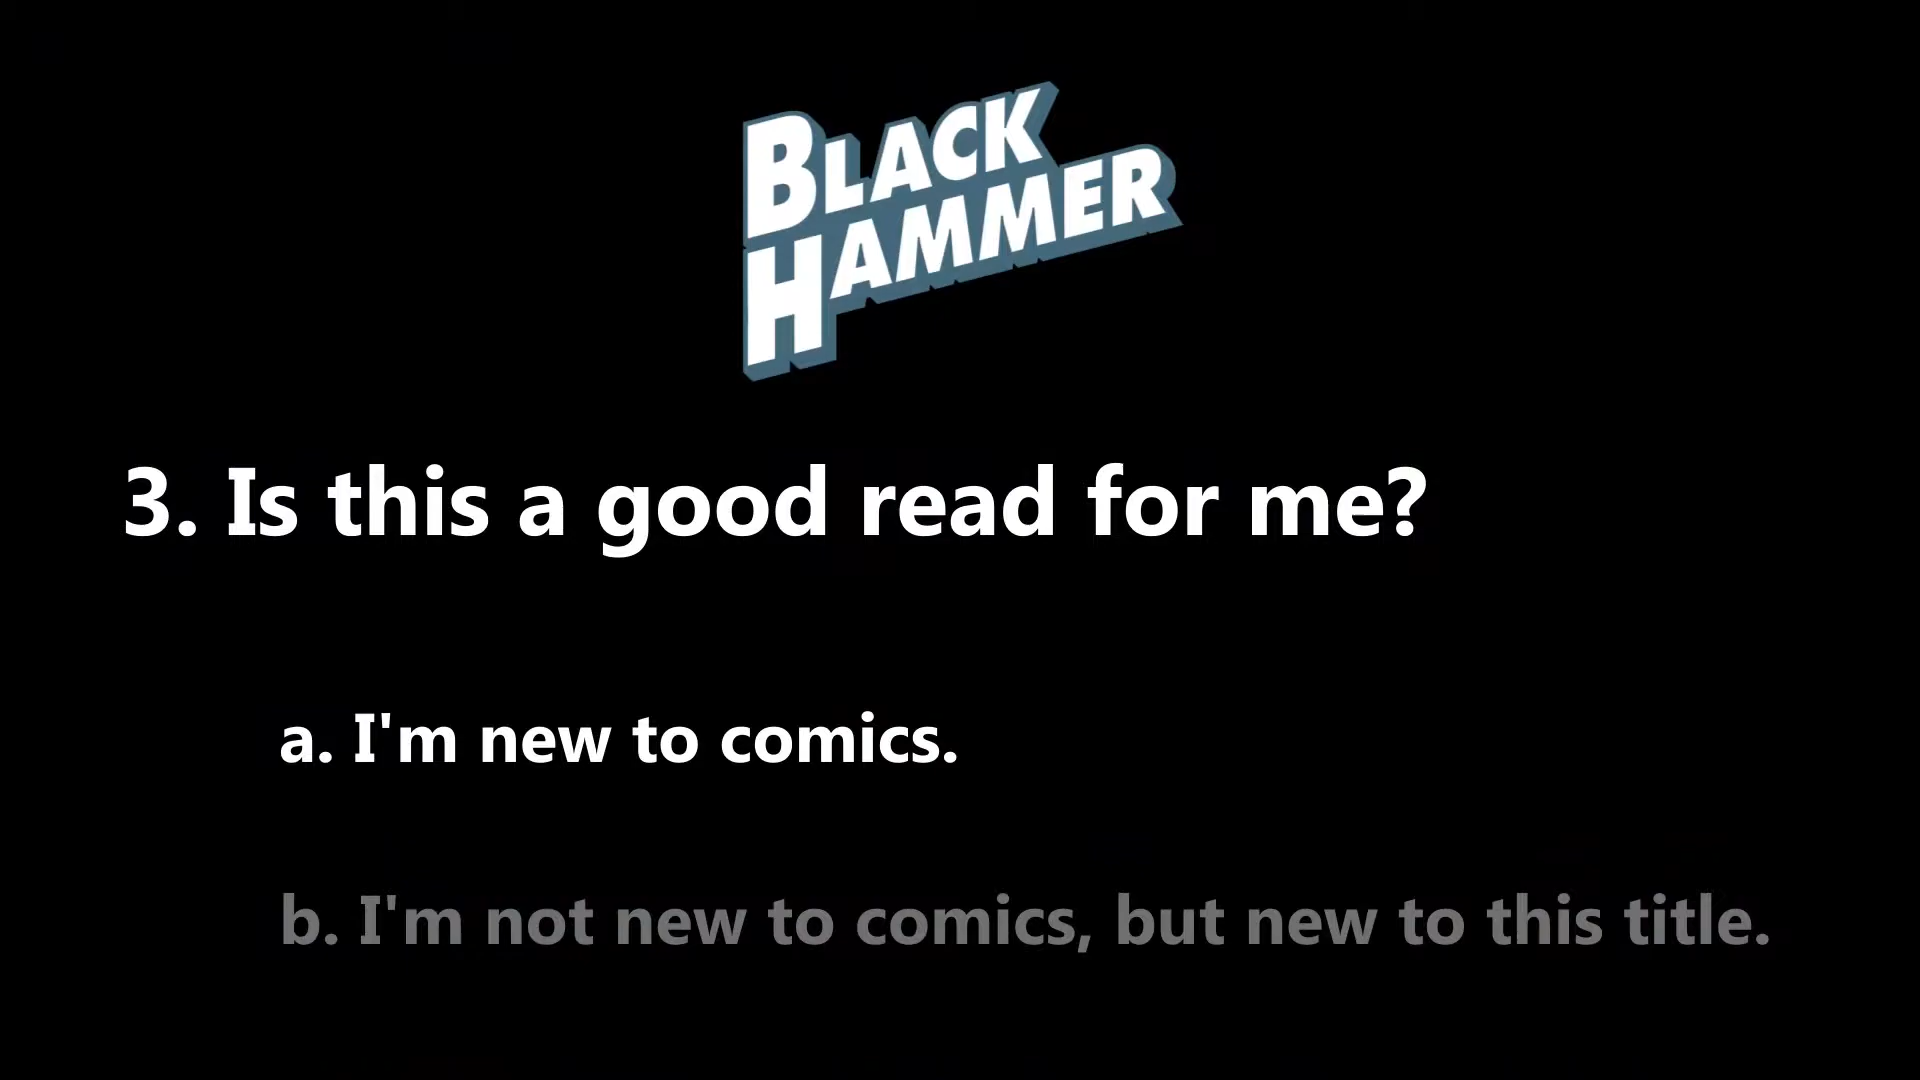 BLACK
HAMMER
3. Is this a good read for me?
a. I'm new to comics.
b. I'm not new to comics, but new to this title.